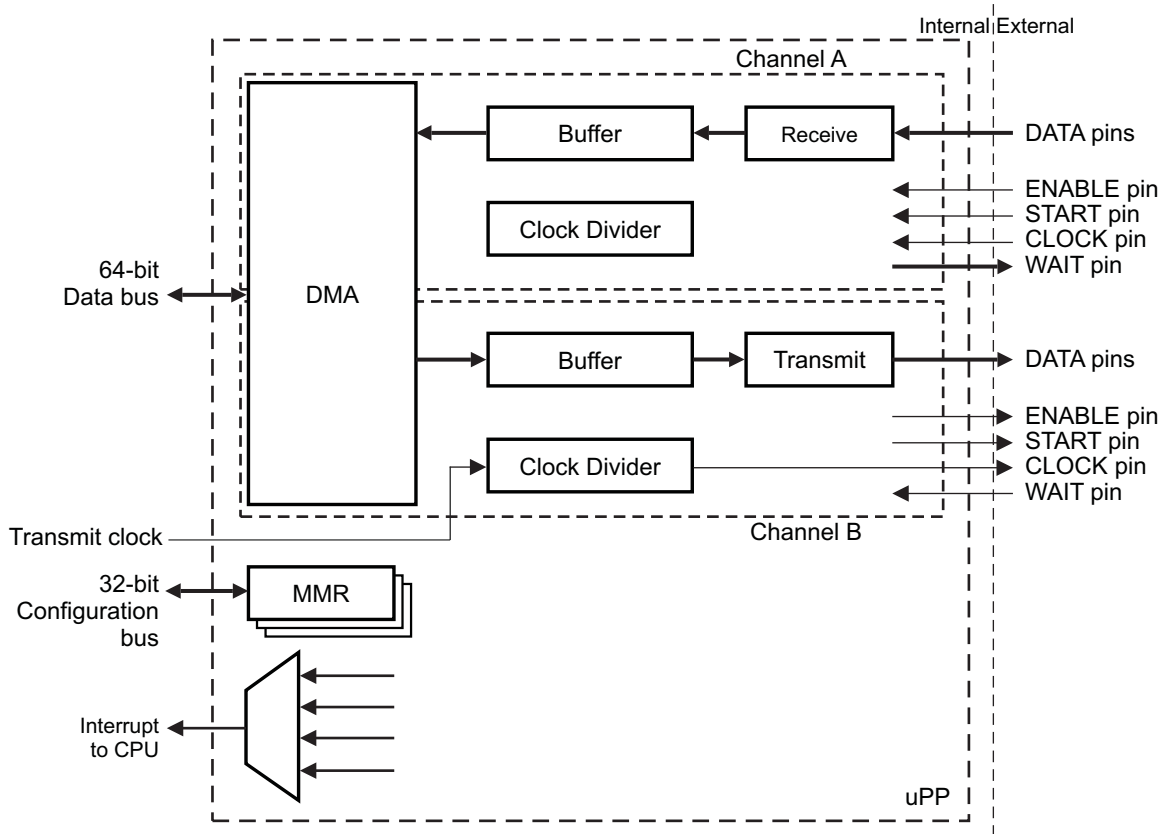 Internal External
Channel A
Buffer
Receive
DATA pins
ENABLE pin
START pin
CLOCK pin
WAIT pin
Clock Divider
64-bit
Data bus
DMA
Buffer
Transmit
DATA pins
ENABLE pin
START pin
CLOCK pin
WAIT pin
Clock Divider
Channel B
Transmit clock
32-bit
Configuration
bus
MMR
Interrupt
to CPU
uPP